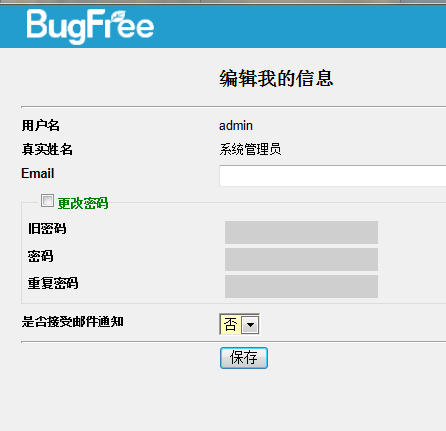 BugFree
编辑我的信息
用户名 admin
真实姓名 系统管理员
Email
更改密码
旧密码
密码
重复密码
是否接受邮件通知 否
保存